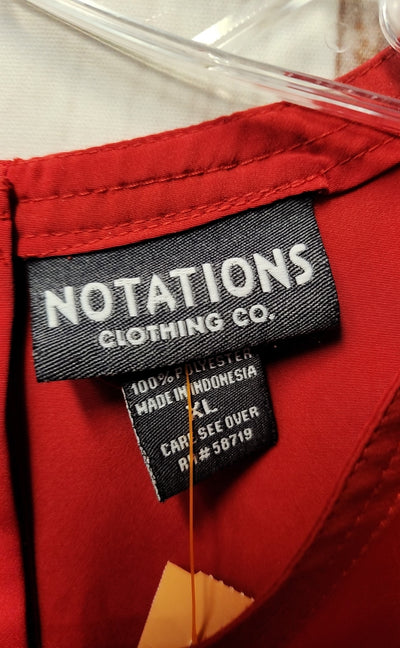 NOTATIONS
CLOTHING CO.
100% POLYESTER
MADE IN INDONESIA
XL
CARE SEE OVER
RN# 58719